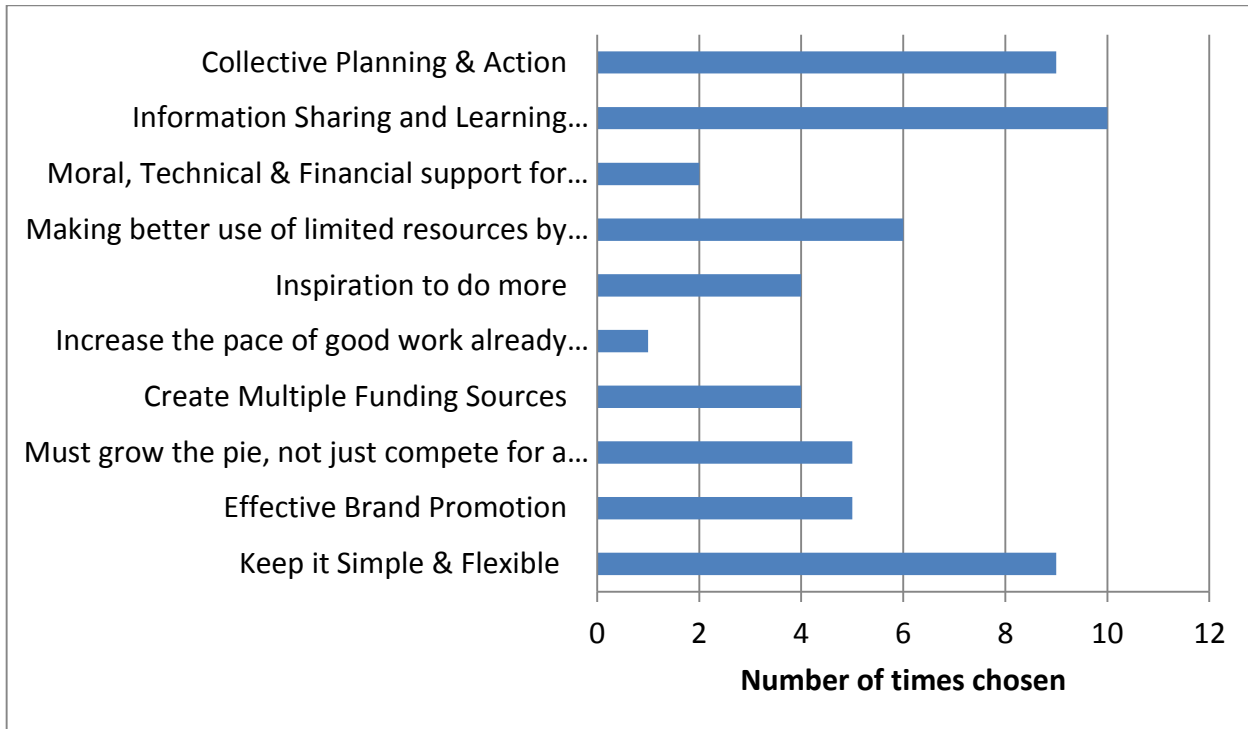 Collective Planning & Action
Information Sharing and Learning…
Moral, Technical & Financial support for…
Making better use of limited resources by…
Inspiration to do more
Increase the pace of good work already…
Create Multiple Funding Sources
Must grow the pie, not just compete for a…
Effective Brand Promotion
Keep it Simple & Flexible
0 2 4 6 8 10 12
Number of times chosen